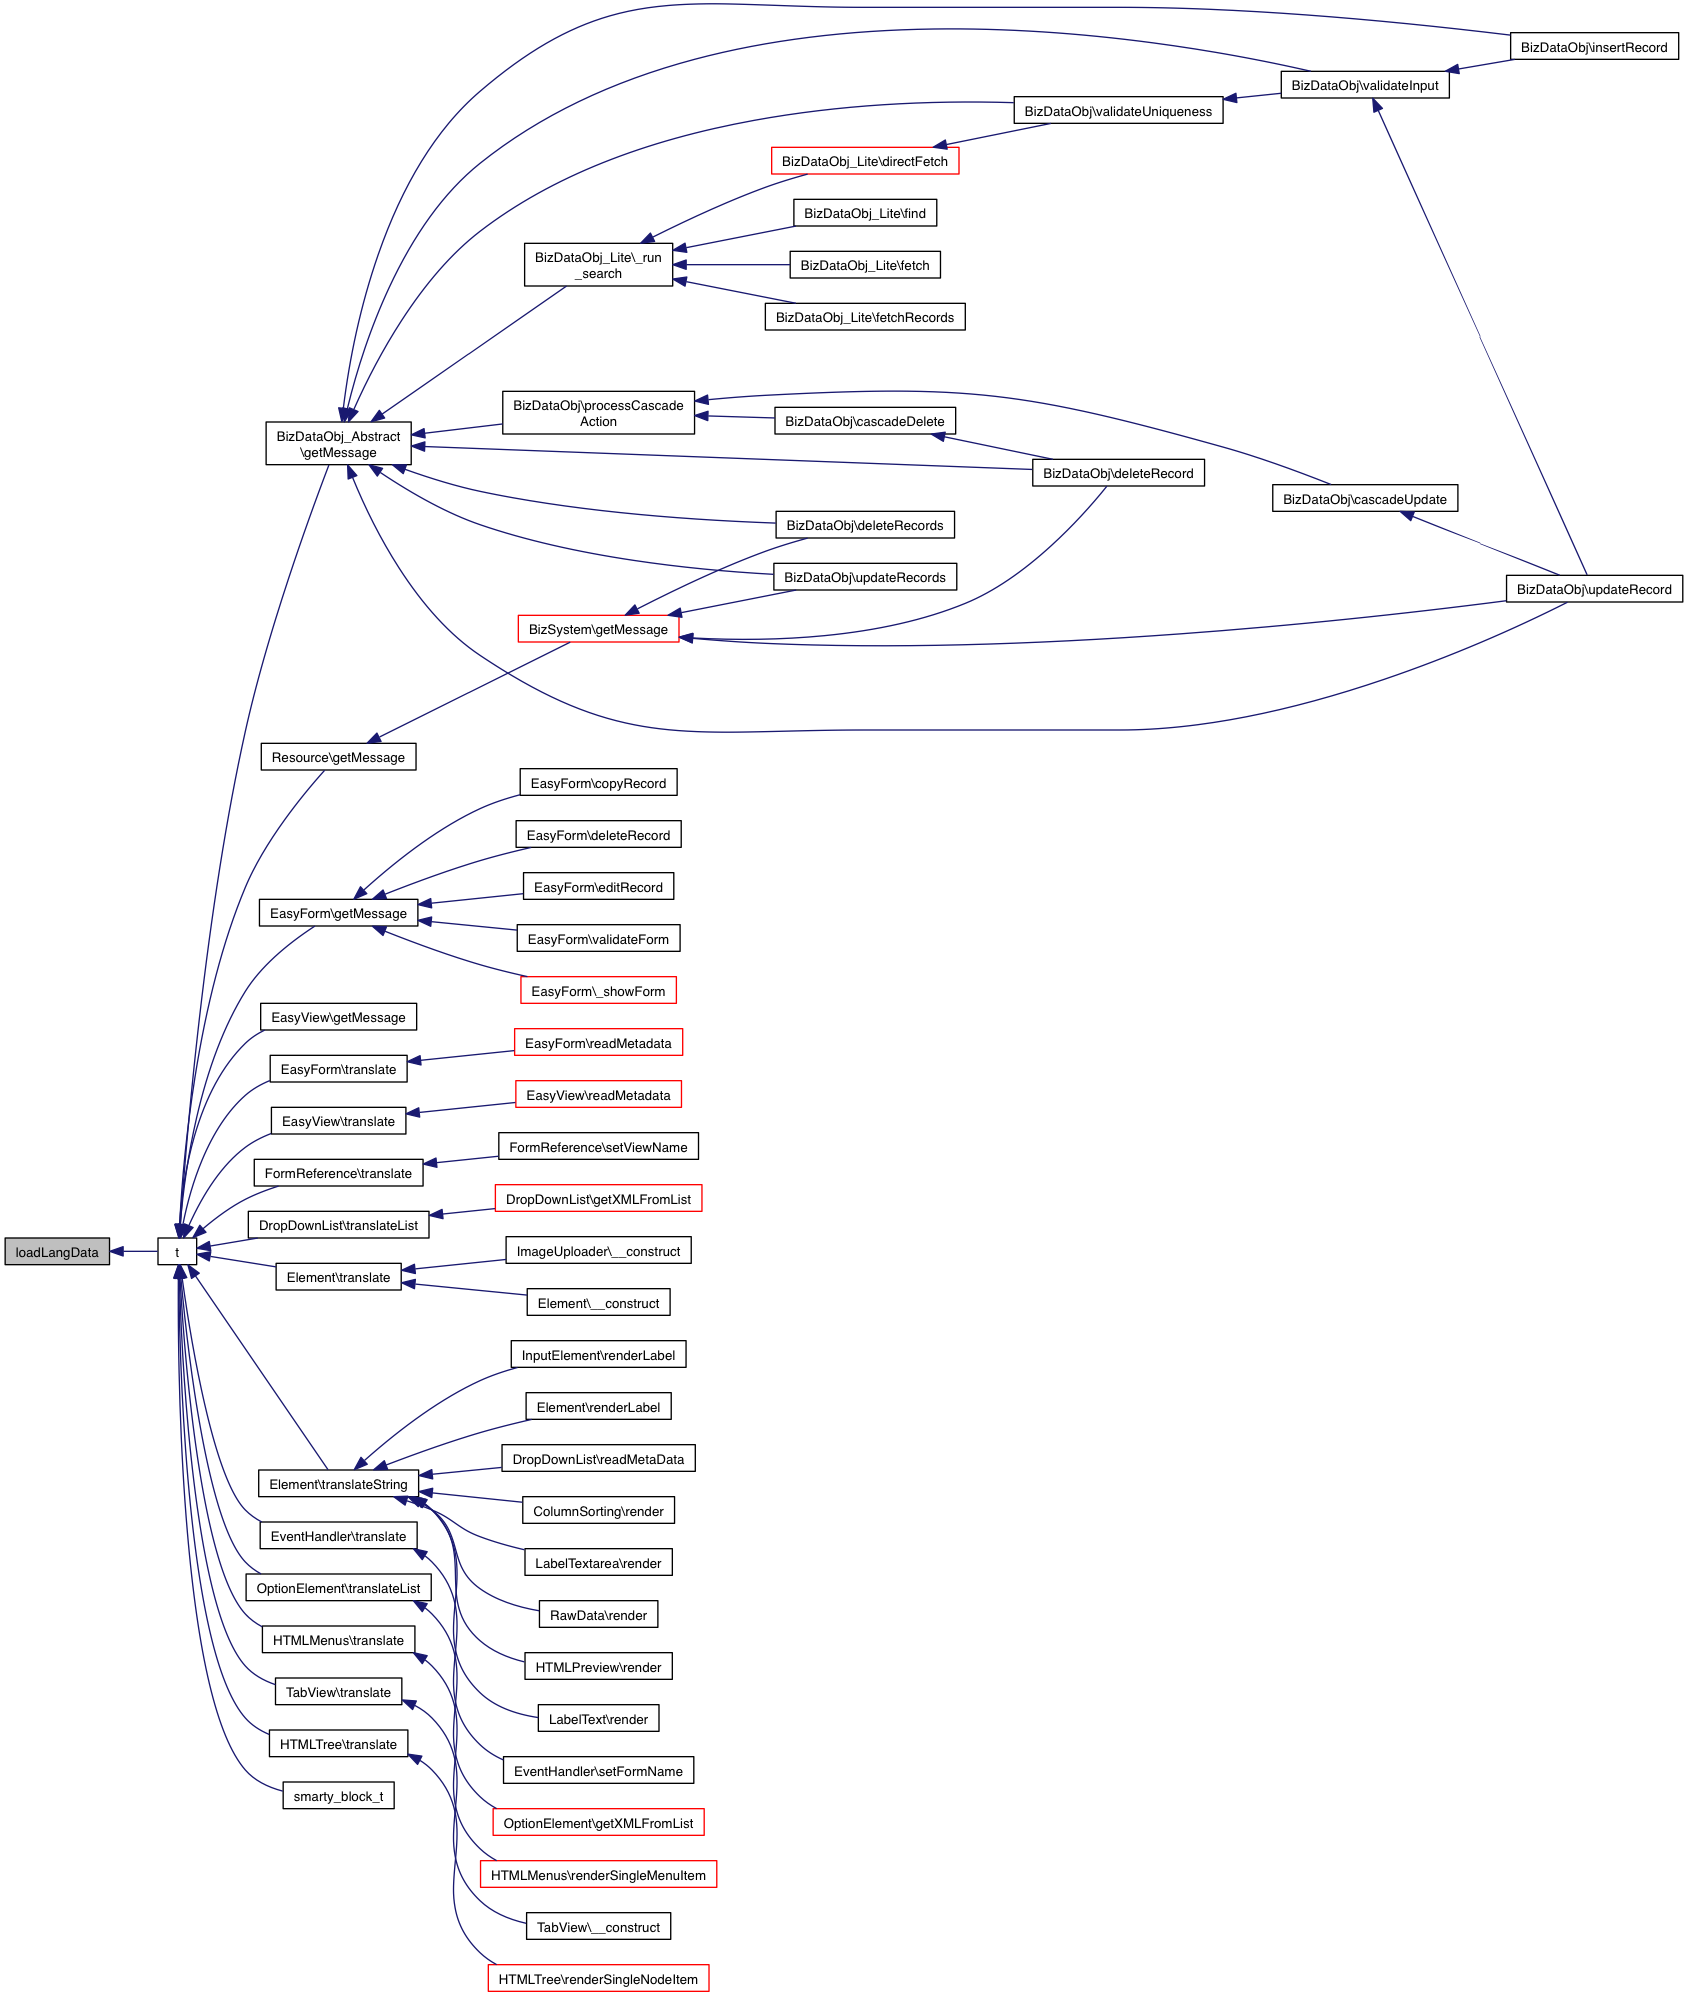 BizDataObj\insertRecord
BizDataObj\validateInput
BizDataObj\validateUniqueness
BizDataObj_Lite\directFetch
BizDataObj_Lite\find
BizDataObj_Lite\_run
_search
BizDataObj_Lite\fetch
BizDataObj_Lite\fetchRecords
BizDataObj\processCascade
Action
BizDataObj\cascadeDelete
BizDataObj_Abstract
\getMessage
BizDataObj\deleteRecord
BizDataObj\cascadeUpdate
BizDataObj\deleteRecords
BizDataObj\updateRecords
BizDataObj\updateRecord
BizSystem\getMessage
Resource\getMessage
EasyForm\copyRecord
EasyForm\deleteRecord
EasyForm\editRecord
EasyForm\getMessage
EasyForm\validateForm
EasyForm\_showForm
EasyView\getMessage
EasyForm\readMetadata
EasyForm\translate
EasyView\readMetadata
EasyView\translate
FormReference\setViewName
FormReference\translate
DropDownList\getXMLFromList
DropDownList\translateList
loadLangData
t
ImageUploader\__construct
Element\translate
Element\__construct
InputElement\renderLabel
Element\renderLabel
DropDownList\readMetaData
Element\translateString
ColumnSorting\render
EventHandler\translate
LabelTextarea\render
OptionElement\translateList
RawData\render
HTMLMenus\translate
HTMLPreview\render
TabView\translate
LabelText\render
HTMLTree\translate
EventHandler\setFormName
smarty_block_t
OptionElement\getXMLFromList
HTMLMenus\renderSingleMenuItem
TabView\__construct
HTMLTree\renderSingleNodeItem